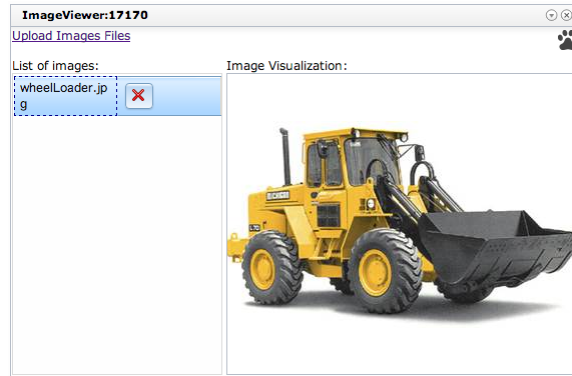 ImageViewer:17170
Upload Images Files
List of images:
Image Visualization:
wheelLoader.jp
g